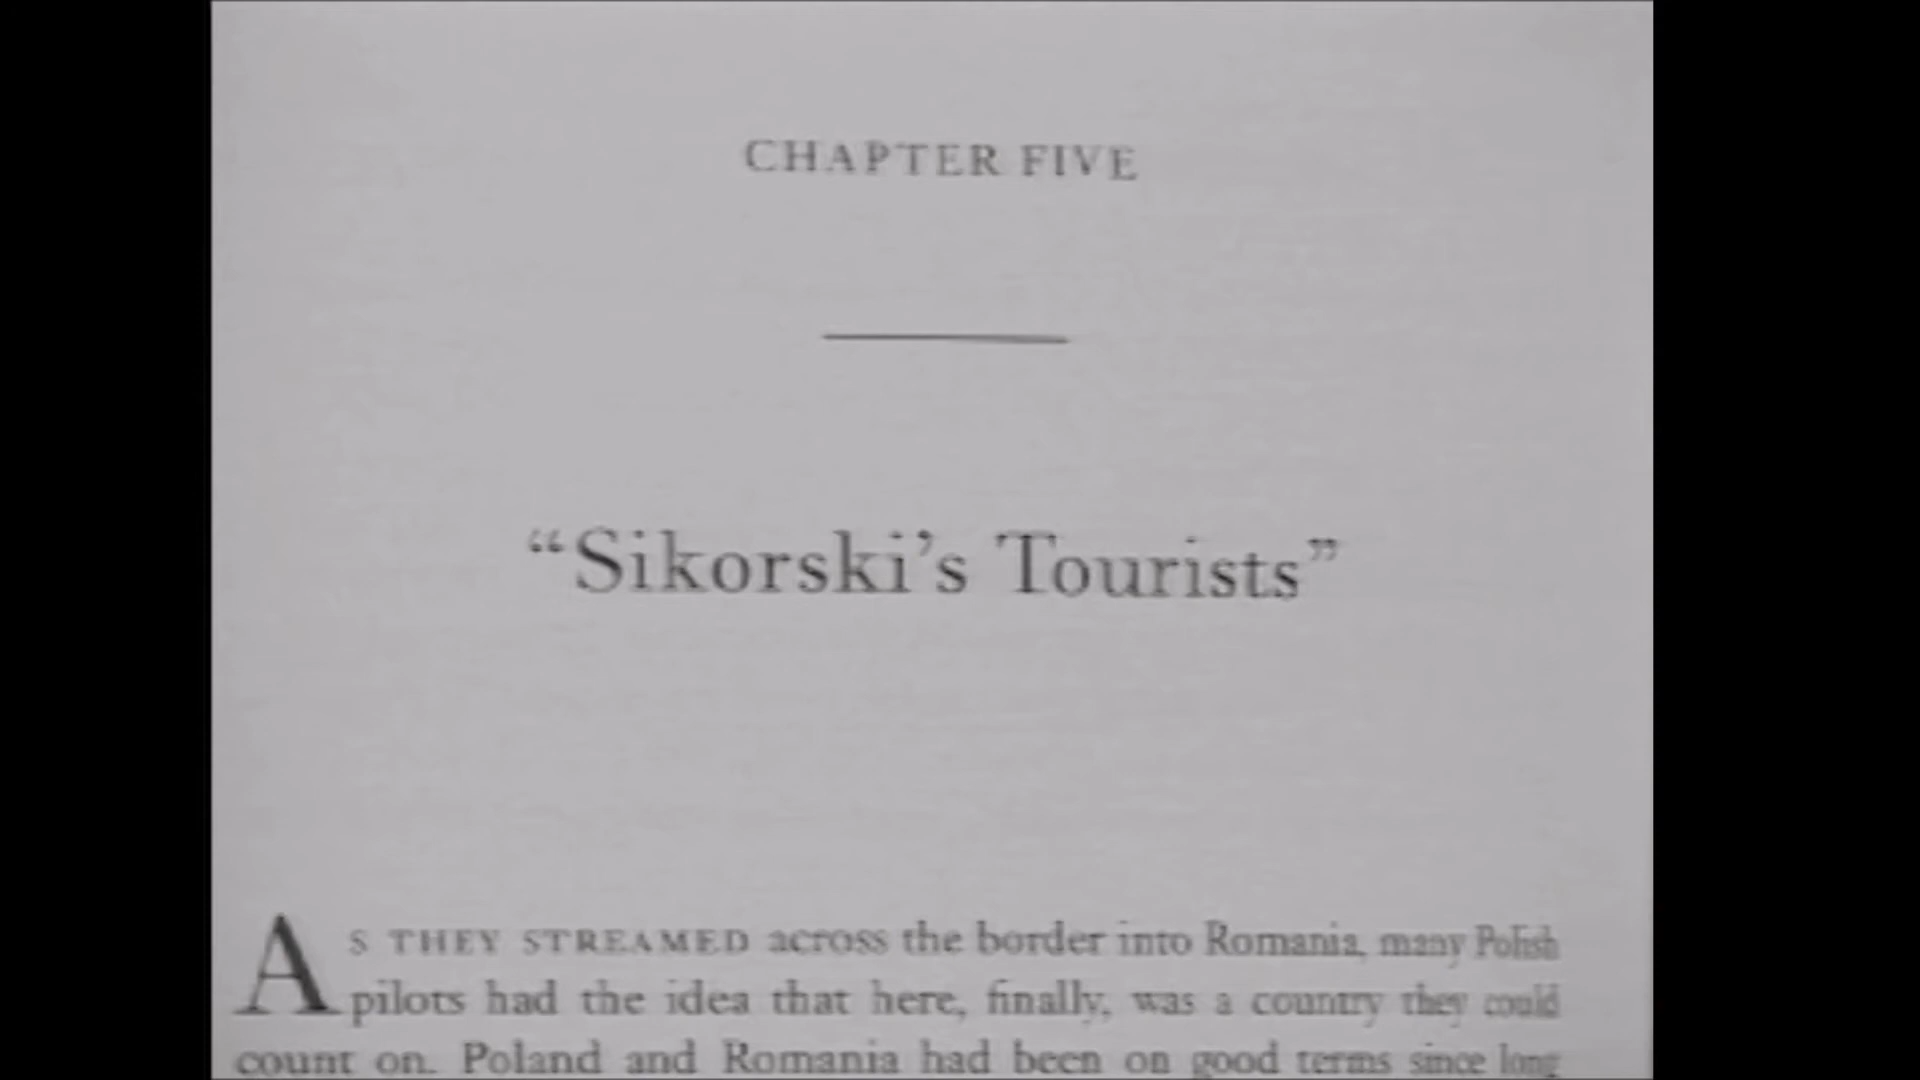 CHAPTER FIVE
“Sikorski’s Tourists”
AS THEY STREAMED across the border into Romania, many Polish
pilots had the idea that here, finally, was a country they could
count on. Poland and Romania had been on good terms since long